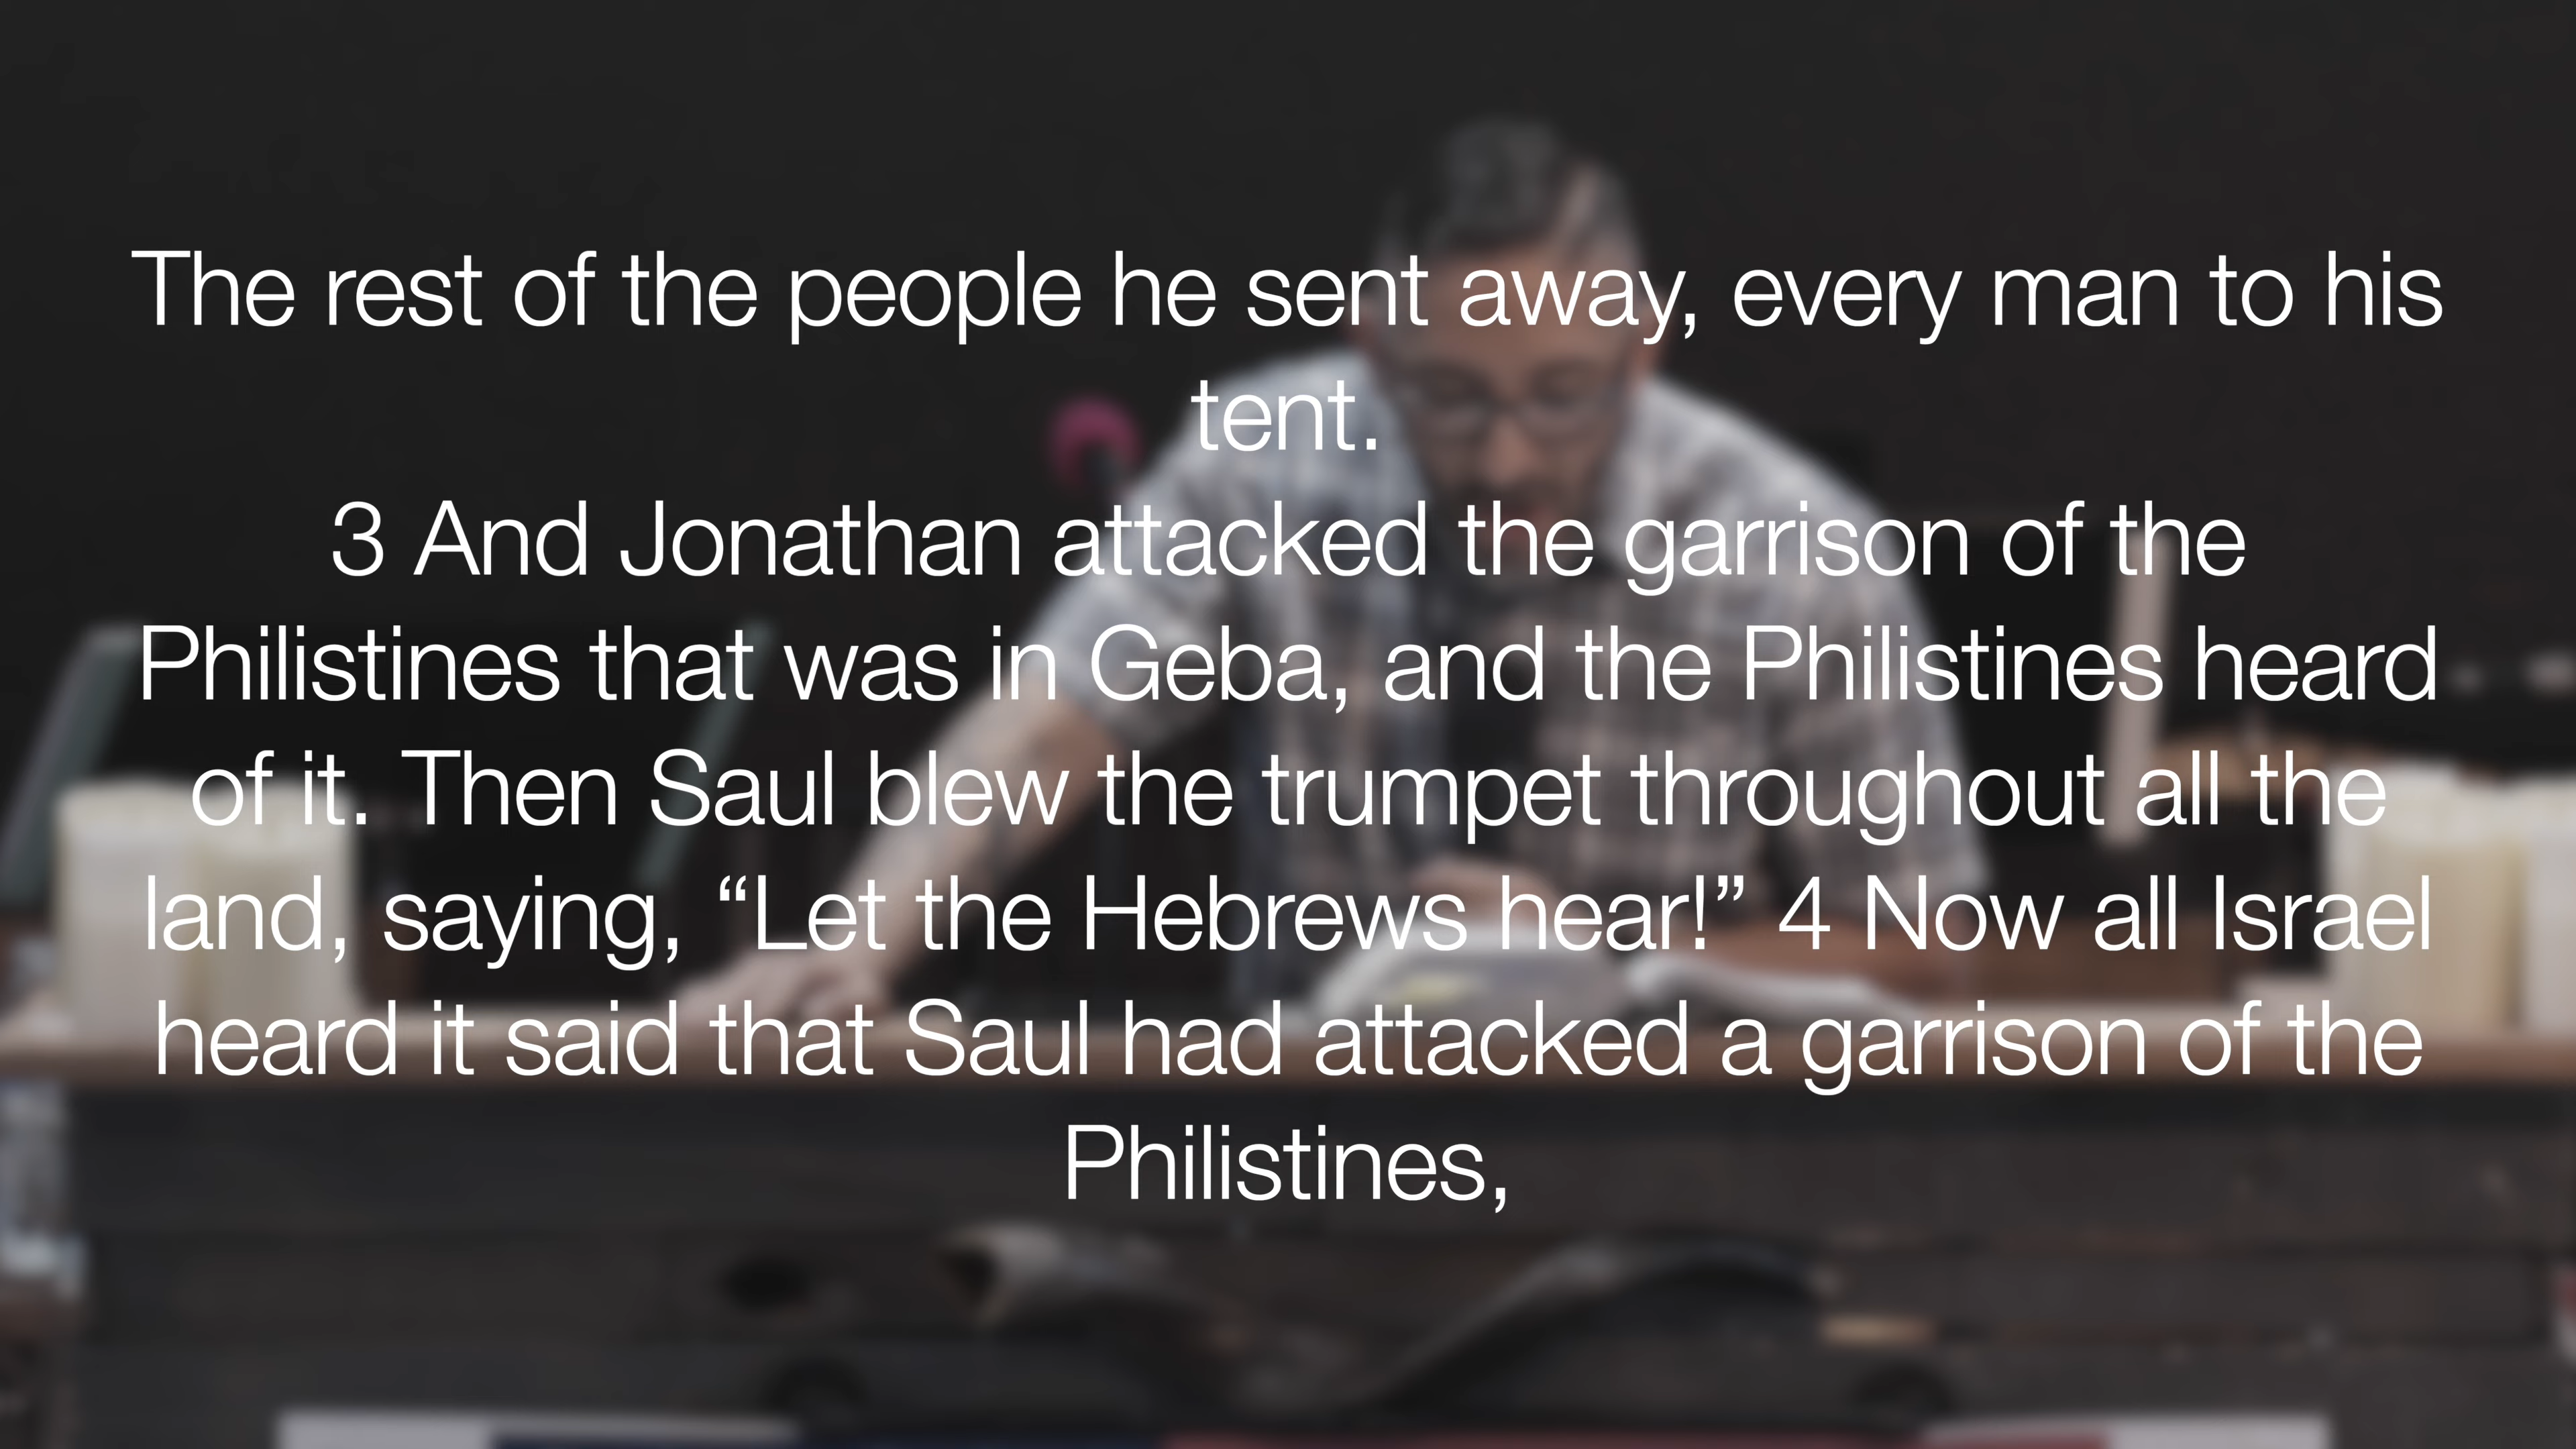 The rest of the people he sent away, every man to his
tent.
3 And Jonathan attacked the garrison of the
Philistines that was in Geba, and the Philistines heard
of it. Then Saul blew the trumpet throughout all the
land, saying, “Let the Hebrews hear!” 4 Now all Israel
heard it said that Saul had attacked a garrison of the
Philistines,